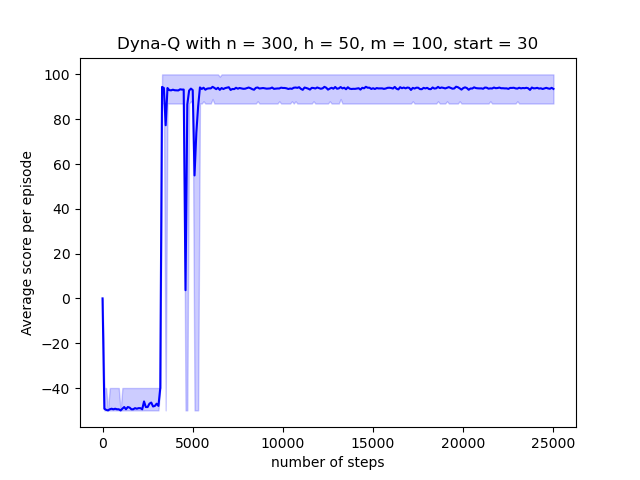 Dyna-Q with n = 300, h = 50, m = 100, start = 30
100
80
60
40
20
0
−20
−40
Average score per episode
0 5000 10000 15000 20000 25000
number of steps